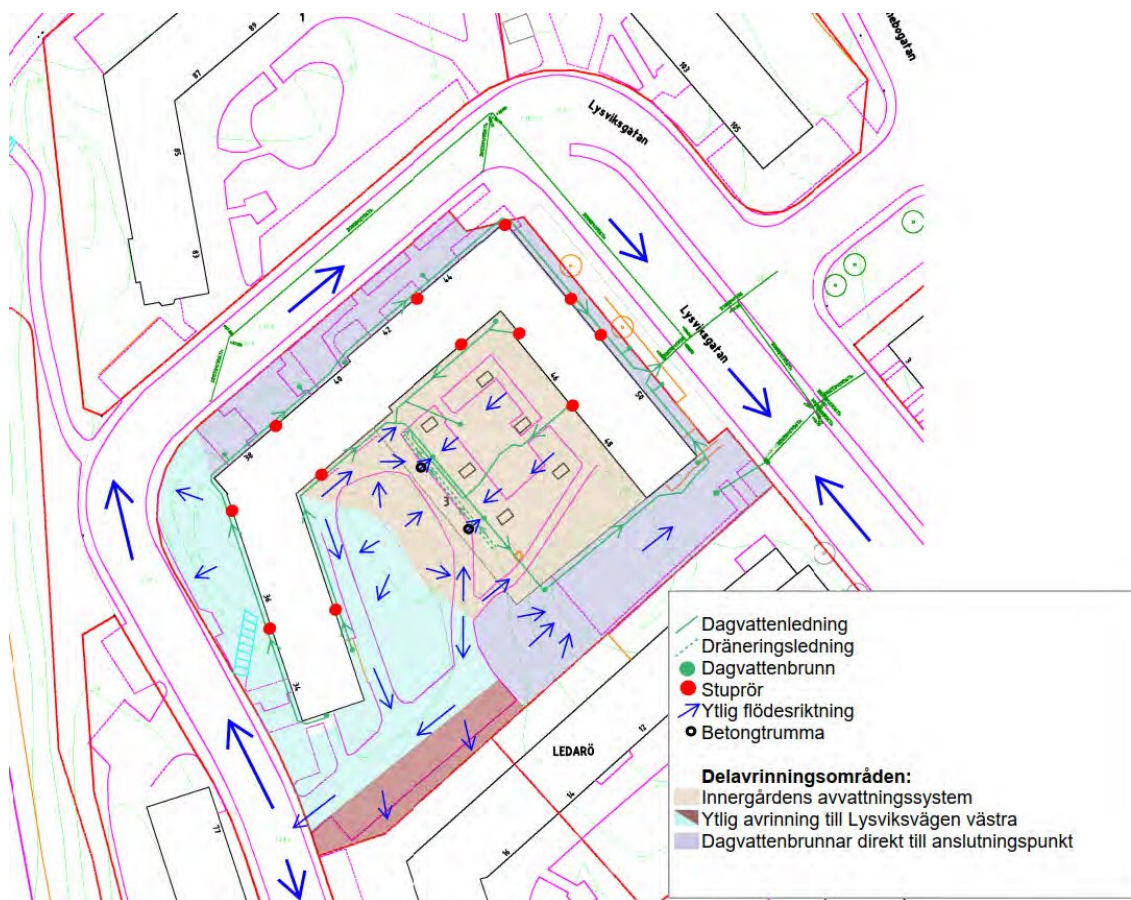 89
87
85
83
103
105
Lysviksgatan
Lysviksgatan
44
42
40
38
46
48
50
36
34
3
77
LEDARÖ
12
14
16
Dagvattenledning
Dräneringsledning
Dagvattenbrunn
Stuprör
Ytlig flödesriktning
Betongtrumma
Delavrinningsområden:
Innergårdens avvattningssystem
Ytlig avrinning till Lysviksvägen västra
Dagvattenbrunnar direkt till anslutningspunkt